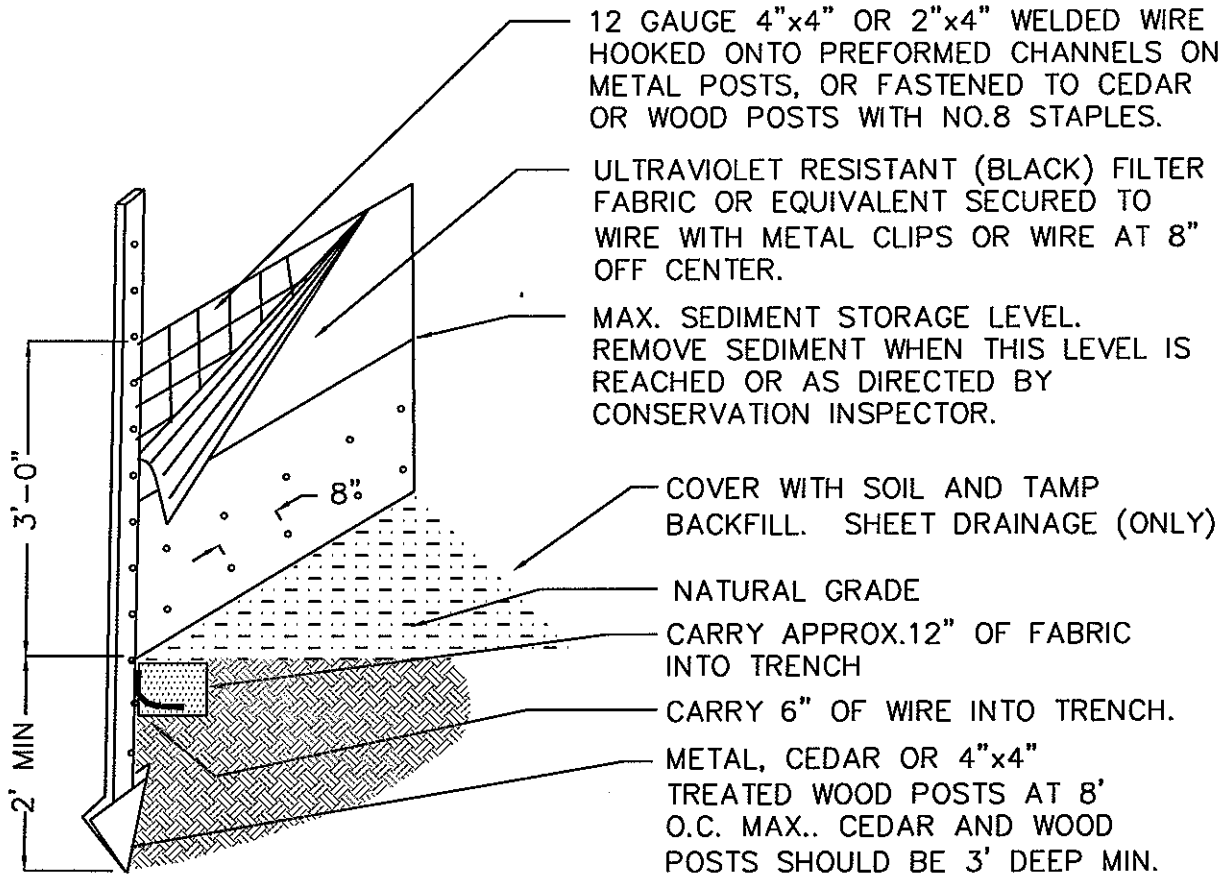 12 GAUGE 4"x4" OR 2"x4" WELDED WIRE
HOOKED ONTO PREFORMED CHANNELS ON
METAL POSTS, OR FASTENED TO CEDAR
OR WOOD POSTS WITH NO.8 STAPLES.
ULTRAVIOLET RESISTANT (BLACK) FILTER
FABRIC OR EQUIVALENT SECURED TO
WIRE WITH METAL CLIPS OR WIRE AT 8"
OFF CENTER.
MAX. SEDIMENT STORAGE LEVEL.
REMOVE SEDIMENT WHEN THIS LEVEL IS
REACHED OR AS DIRECTED BY
CONSERVATION INSPECTOR.
3'-0"
8"
COVER WITH SOIL AND TAMP
BACKFILL. SHEET DRAINAGE (ONLY)
NATURAL GRADE
CARRY APPROX.12" OF FABRIC
INTO TRENCH
CARRY 6" OF WIRE INTO TRENCH.
2' MIN
METAL, CEDAR OR 4"x4"
TREATED WOOD POSTS AT 8'
O.C. MAX.. CEDAR AND WOOD
POSTS SHOULD BE 3' DEEP MIN.